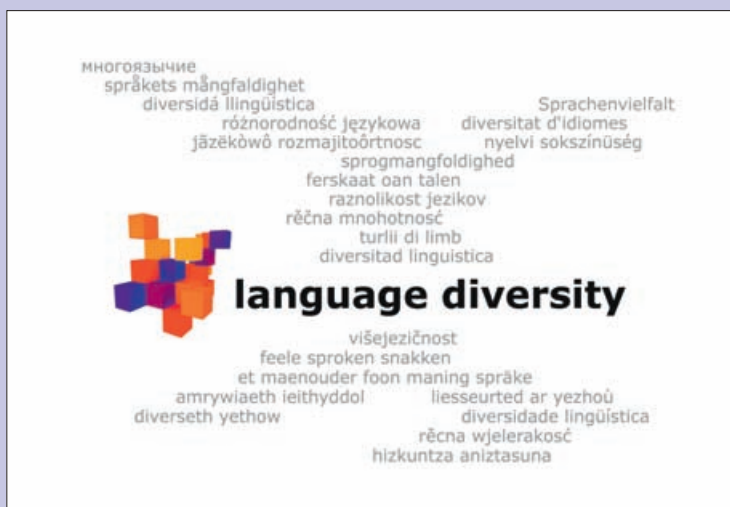 многоязычие
språkets mångfaldighet
diversidá llingüística
Sprachenvielfalt
różnorodność językowa
diversitat d'idiomes
jãzëkòwô rozmajitoôrtnosc
nyelvi sokszínüség
sprogmangfoldighed
ferskaat oan talen
raznolikost jezikov
rěčna mnohotnosć
turlii di limb
diversitad linguistica
language diversity
višejezičnost
feele sproken snakken
et maenouder foon maning spräke
amrywiaeth ieithyddol
liesseurted ar yezhoù
diverseth yethow
diversidade lingüística
rěcna wjelerakosć
hizkuntza aniztasuna